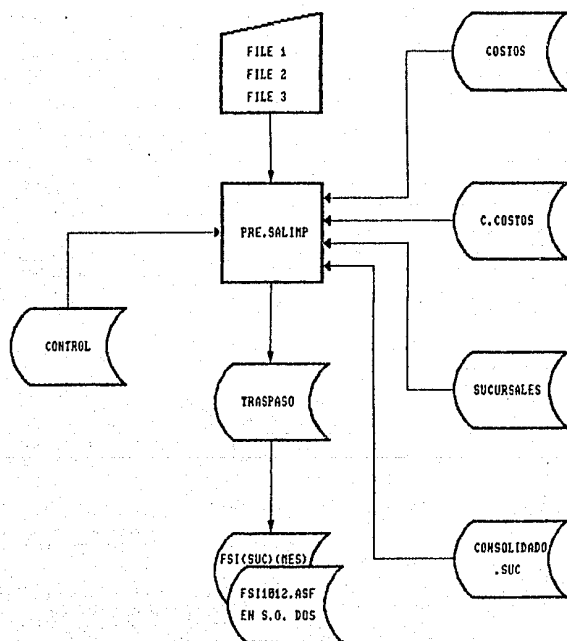 FILE 1
FILE 2
FILE 3
COSTOS
PRE.SALIMP
C.COSTOS
CONTROL
TRASPASO
SUCURSALES
FSI(SUC)(MES)
FSI1012.ASF
EN S.O. DOS
CONSOLIDADO
.SUC